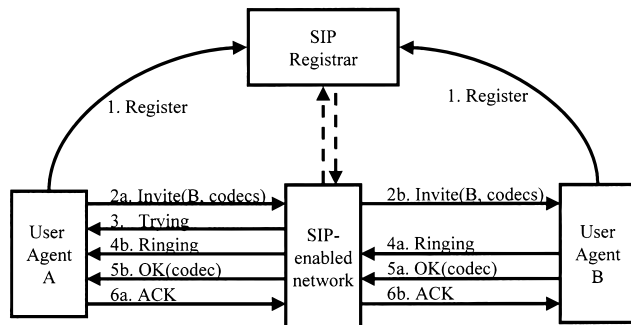 SIP
Registrar
1. Register
1. Register
2a. Invite(B, codecs)
2b. Invite(B, codecs)
3. Trying
4b. Ringing
4a. Ringing
5b. OK(codec)
5a. OK(codec)
6a. ACK
6b. ACK
User
Agent
A
SIP-
enabled
network
User
Agent
B